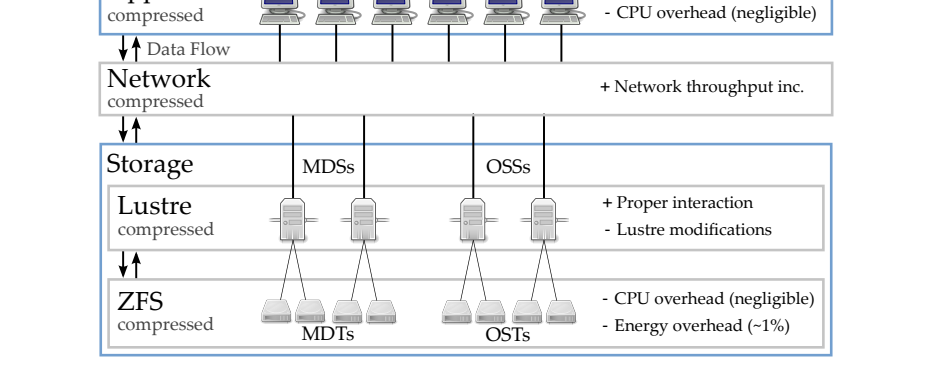 compressed
- CPU overhead (negligible)
Data Flow
Network
compressed
+ Network throughput inc.
Storage
MDSs
OSSs
Lustre
compressed
+ Proper interaction
- Lustre modifications
ZFS
compressed
- CPU overhead (negligible)
- Energy overhead (~1%)
MDTs
OSTs